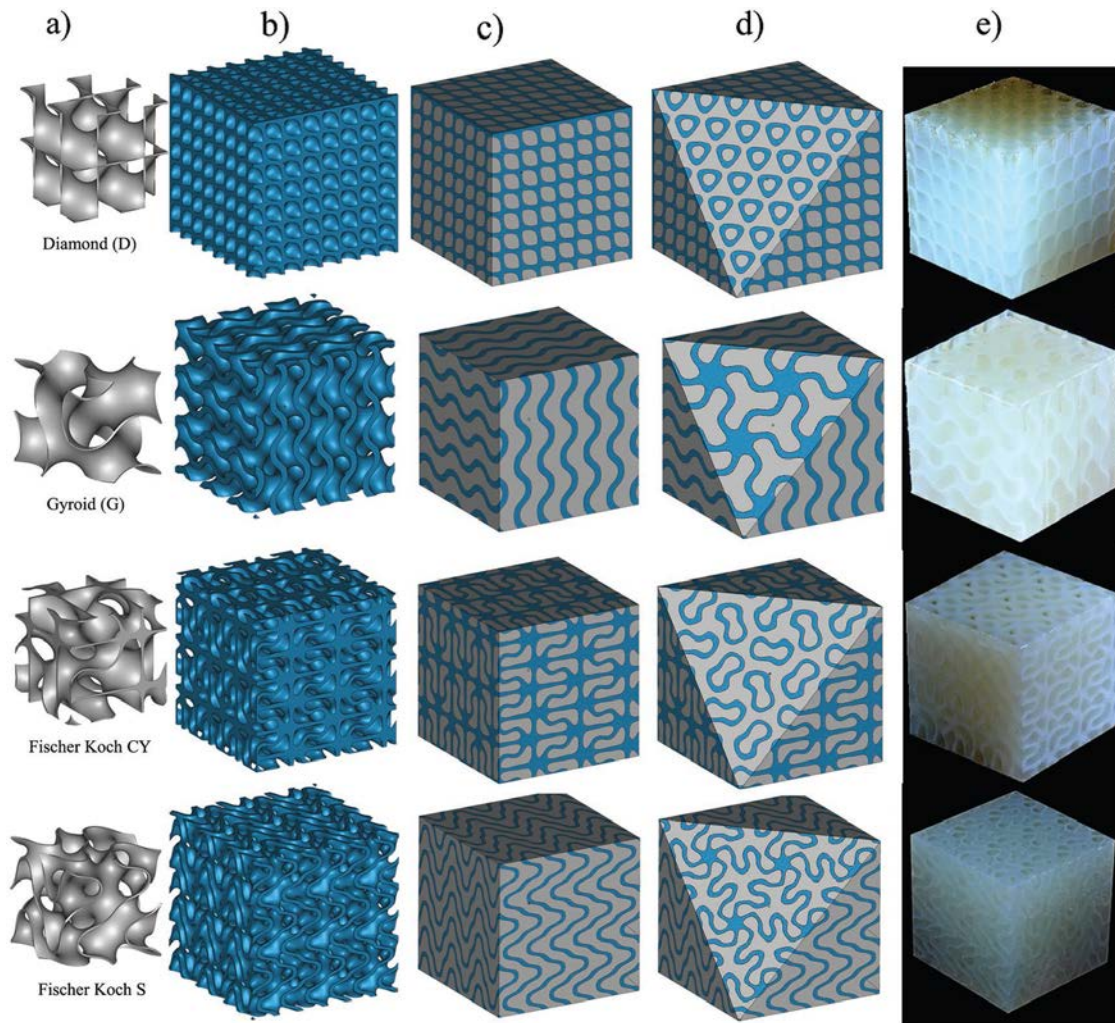 a)
b)
c)
d)
e)
Diamond (D)
Gyroid (G)
Fischer Koch CY
Fischer Koch S